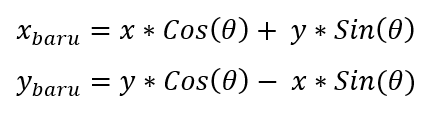 x_baru = x * Cos(θ) + y * Sin(θ)
y_baru = y * Cos(θ) − x * Sin(θ)